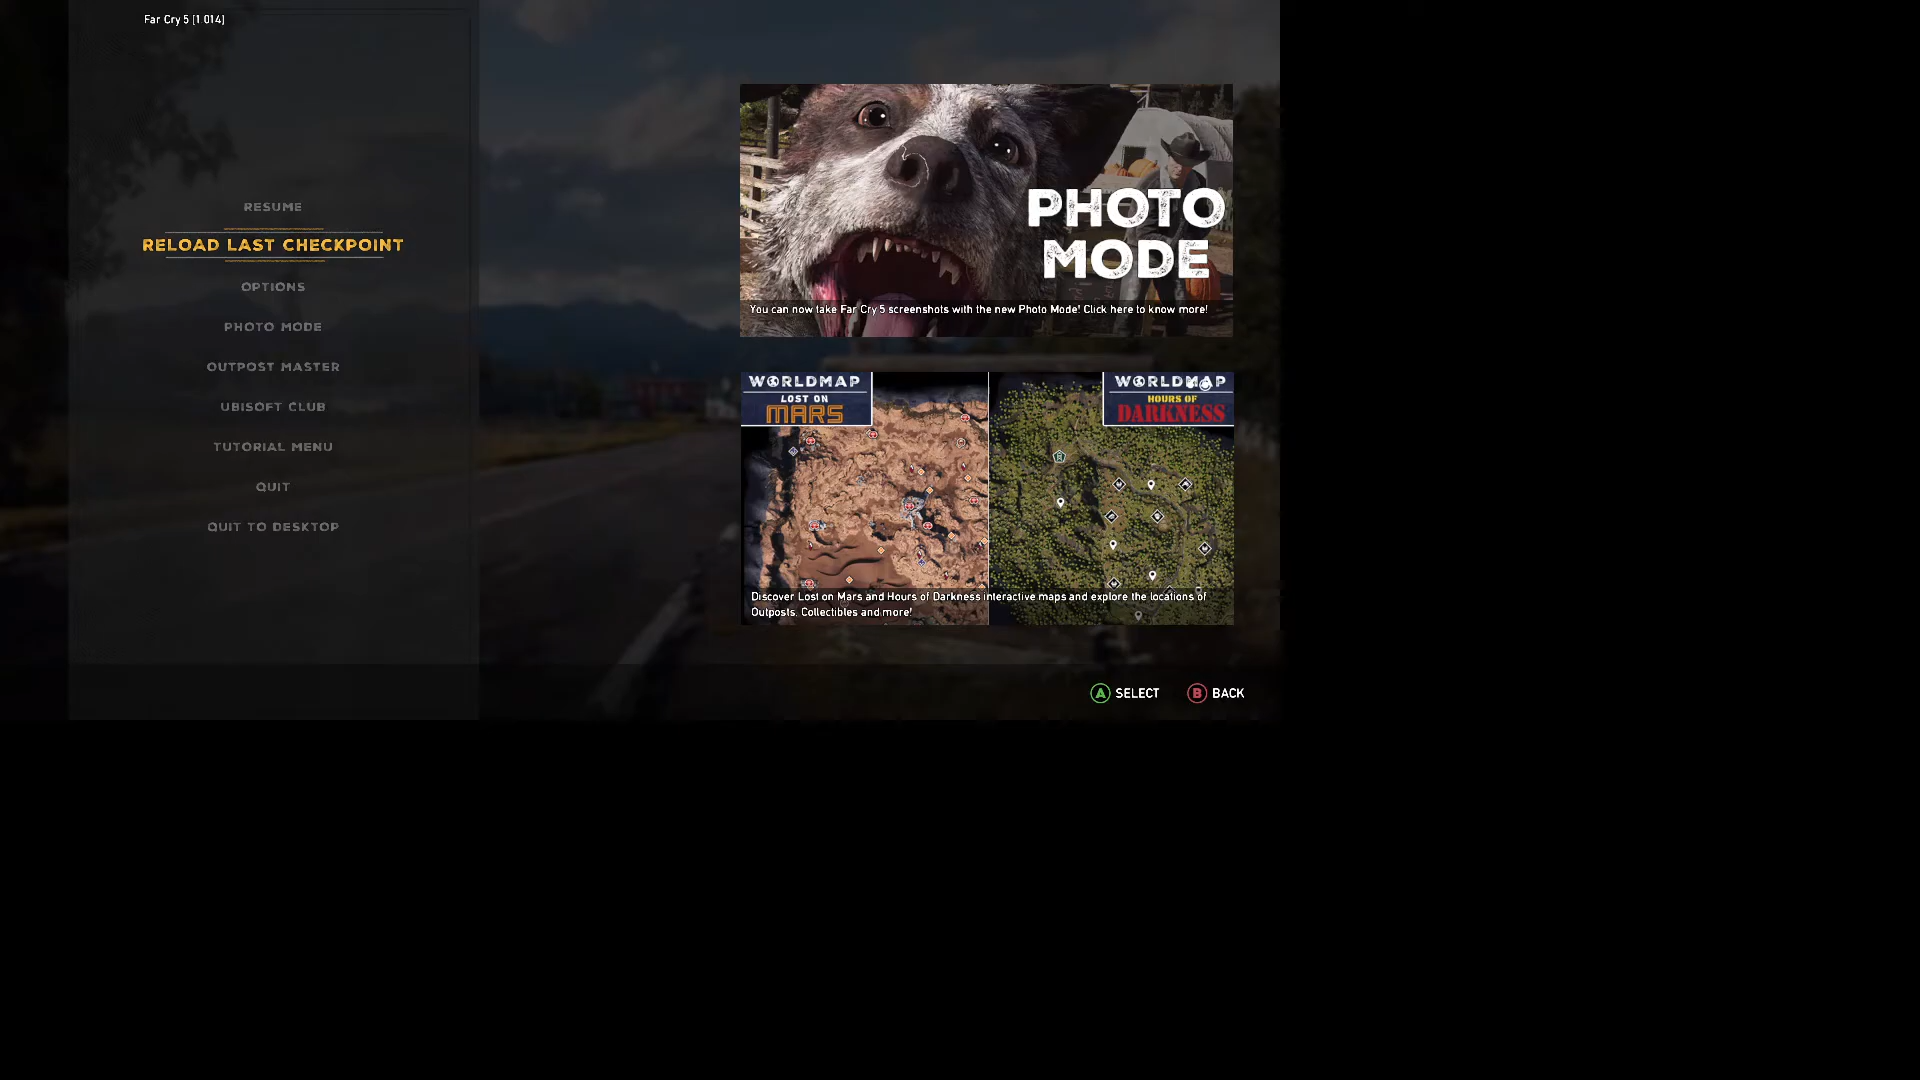 Far Cry 5 [1.014]
RESUME
RELOAD LAST CHECKPOINT
OPTIONS
PHOTO MODE
OUTPOST MASTER
UBISOFT CLUB
TUTORIAL MENU
QUIT
QUIT TO DESKTOP
PHOTO
MODE
You can now take Far Cry 5 screenshots with the new Photo Mode! Click here to know more!
WORLDMAP
LOST ON
MARS
WORLDMAP
HOURS OF
DARKNESS
Discover Lost on Mars and Hours of Darkness interactive maps and explore the locations of
Outposts, Collectibles and more!
A SELECT
B BACK